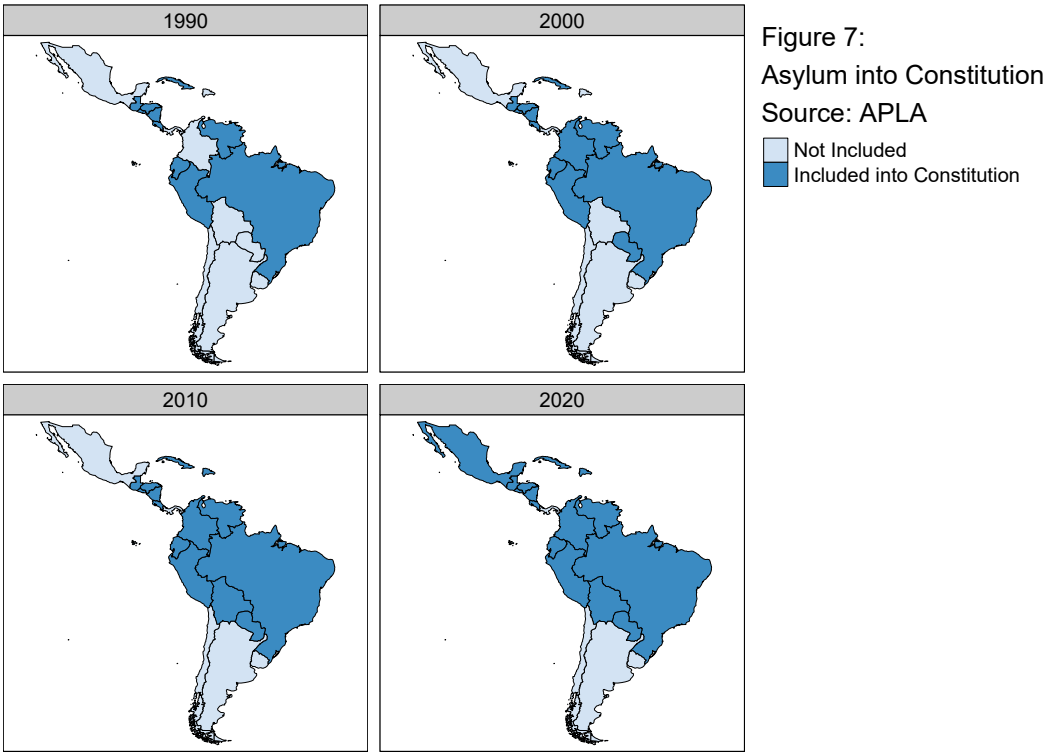 1990
2000
Figure 7:
Asylum into Constitution
Source: APLA
Not Included
Included into Constitution
2010
2020